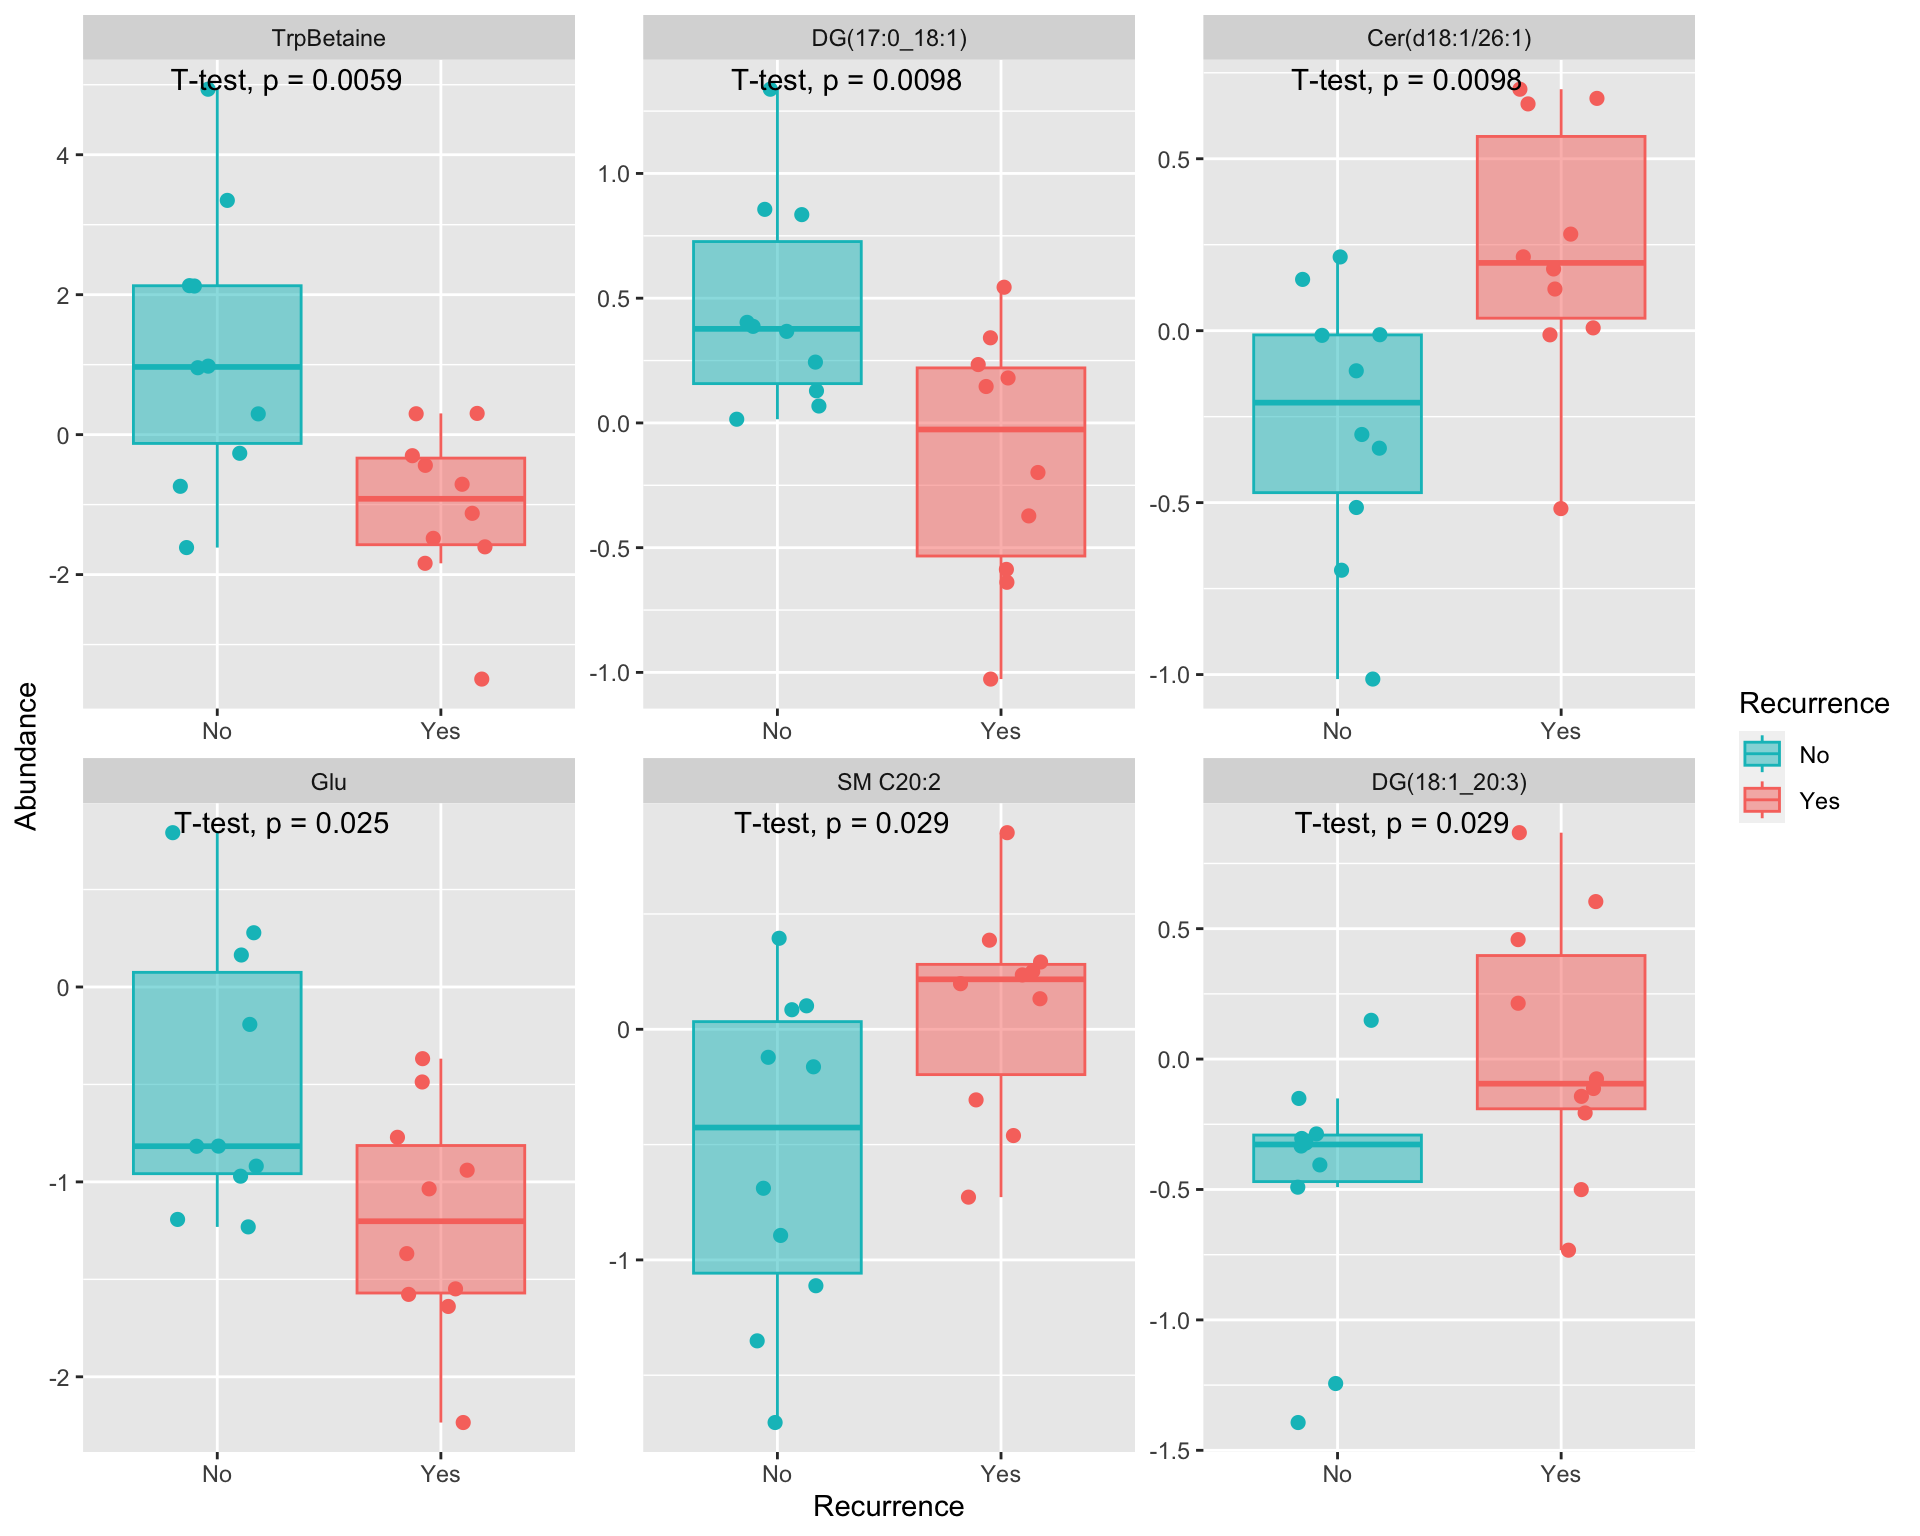 TrpBetaine
DG(17:0_18:1)
Cer(d18:1/26:1)
T-test, p = 0.0059
T-test, p = 0.0098
T-test, p = 0.0098
4
2
0
-2
1.0
0.5
0.0
-0.5
-1.0
0.5
0.0
-0.5
-1.0
No
Yes
No
Yes
No
Yes
Abundance
Glu
SM C20:2
DG(18:1_20:3)
T-test, p = 0.025
T-test, p = 0.029
T-test, p = 0.029
0
-1
-2
0
-1
0.5
0.0
-0.5
-1.0
-1.5
No
Yes
No
Yes
No
Yes
Recurrence
Recurrence
No
Yes